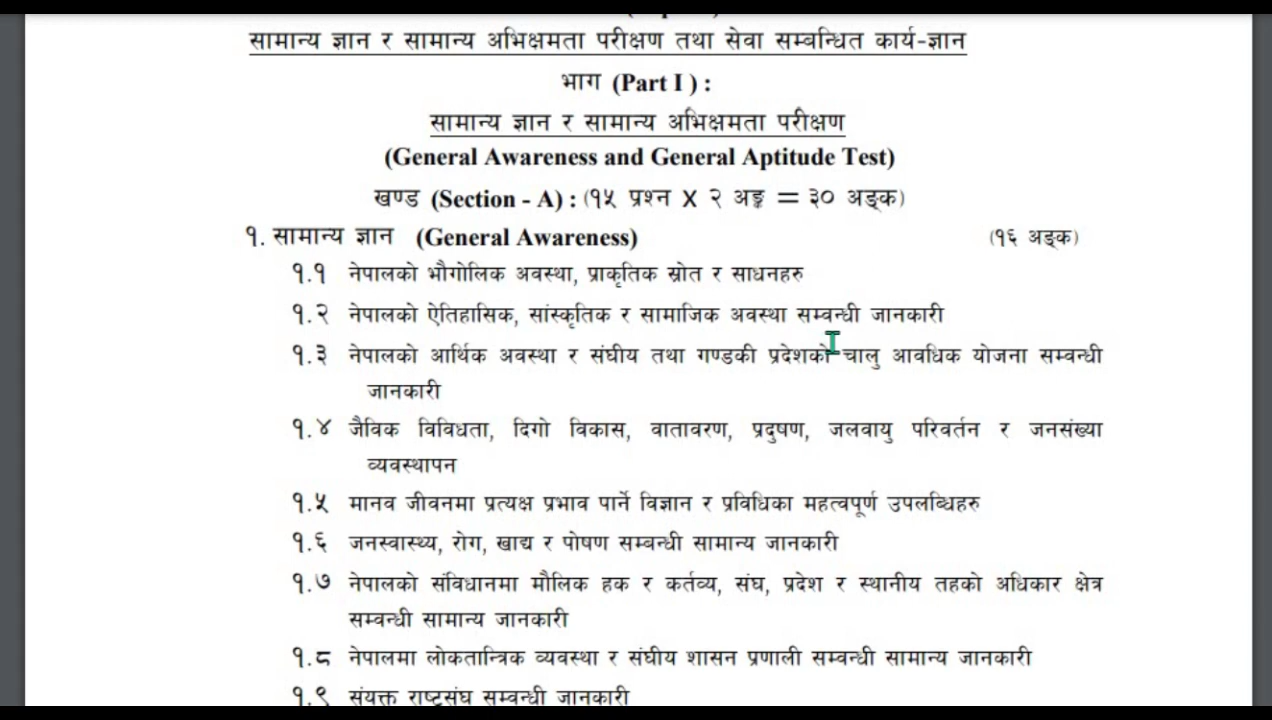 सामान्य ज्ञान र सामान्य अभिक्षमता परीक्षण तथा सेवा सम्बन्धित कार्य-ज्ञान
भाग (Part I ) :
सामान्य ज्ञान र सामान्य अभिक्षमता परीक्षण
(General Awareness and General Aptitude Test)
खण्ड (Section - A) : (१५ प्रश्न X २ अङ्क = ३० अङ्क)
१. सामान्य ज्ञान (General Awareness) (१६ अङ्क)
१.१ नेपालको भौगोलिक अवस्था, प्राकृतिक स्रोत र साधनहरु
१.२ नेपालको ऐतिहासिक, सांस्कृतिक र सामाजिक अवस्था सम्वन्धी जानकारी
१.३ नेपालको आर्थिक अवस्था र संघीय तथा गण्डकी प्रदेशको चालु आवधिक योजना सम्वन्धी
जानकारी
१.४ जैविक विविधता, दिगो विकास, वातावरण, प्रदुषण, जलवायु परिवर्तन र जनसंख्या
व्यवस्थापन
१.५ मानव जीवनमा प्रत्यक्ष प्रभाव पार्ने विज्ञान र प्रविधिका महत्वपूर्ण उपलब्धिहरु
१.६ जनस्वास्थ्य, रोग, खाद्य र पोषण सम्बन्धी सामान्य जानकारी
१.७ नेपालको संविधानमा मौलिक हक र कर्तव्य, संघ, प्रदेश र स्थानीय तहको अधिकार क्षेत्र
सम्वन्धी सामान्य जानकारी
१.८ नेपालमा लोकतान्त्रिक व्यवस्था र संघीय शासन प्रणाली सम्वन्धी सामान्य जानकारी
१.९ संयुक्त राष्ट्रसंघ सम्वन्धी जानकारी